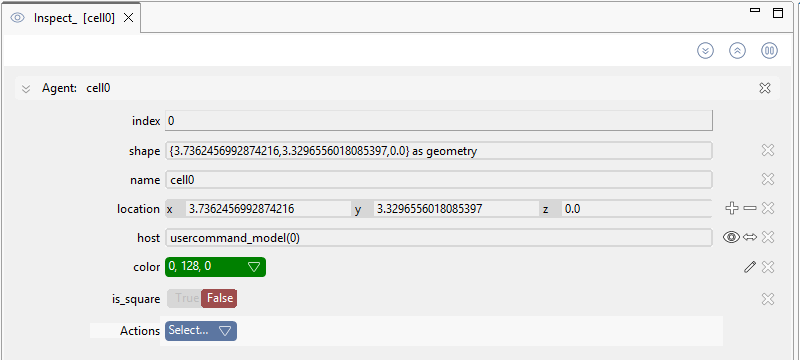 Inspect_ [cell0]
Agent: cell0
index 0
shape {3.7362456992874216,3.3296556018085397,0.0} as geometry
name cell0
location x 3.7362456992874216 y 3.3296556018085397 z 0.0
host usercommand_model(0)
color 0, 128, 0
is_square True False
Actions Select...